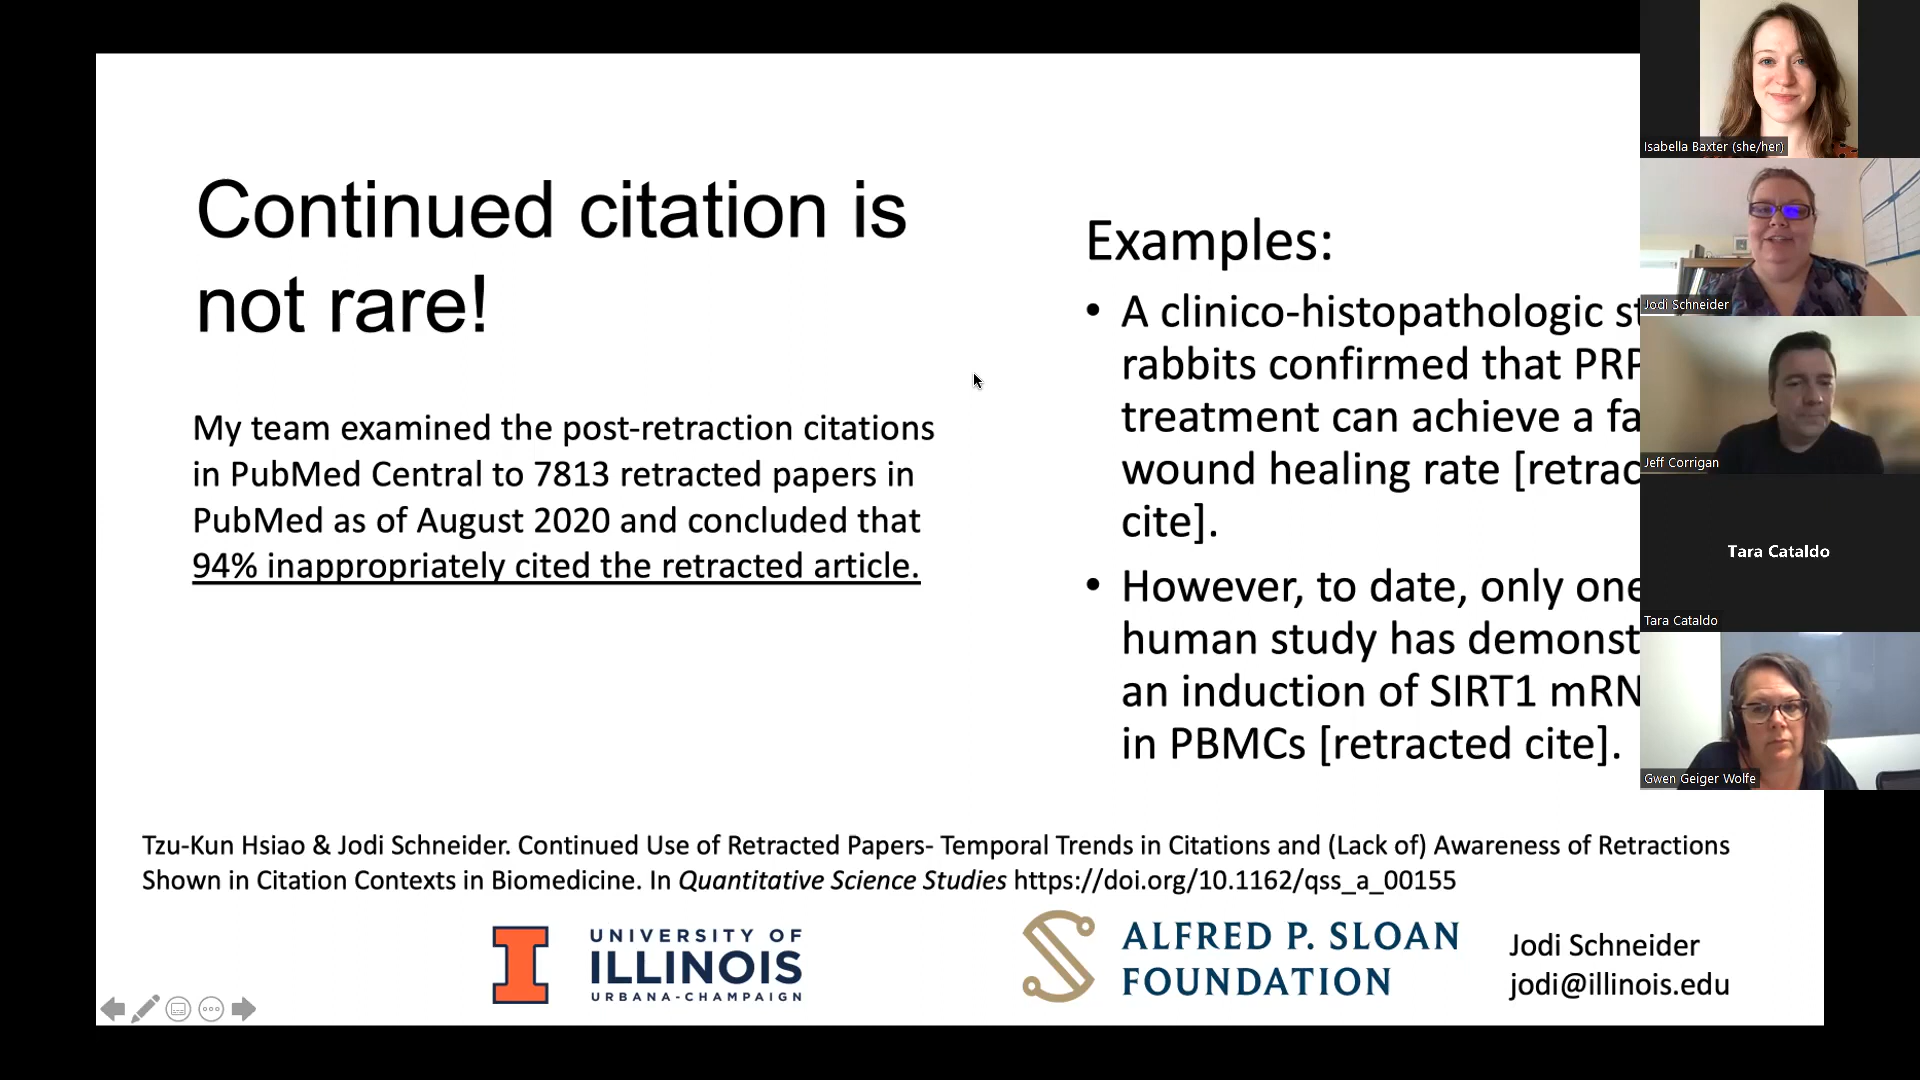 Continued citation is
not rare!
My team examined the post-retraction citations
in PubMed Central to 7813 retracted papers in
PubMed as of August 2020 and concluded that
94% inappropriately cited the retracted article.
Examples:
• A clinico-histopathologic
rabbits confirmed that PRP
treatment can achieve a
wound healing rate
cite].
• However, to date, only one
human study has
an induction of SIRT1
in PBMCs [retracted cite].
Tzu-Kun Hsiao & Jodi Schneider. Continued Use of Retracted Papers- Temporal Trends in Citations and (Lack of) Awareness of Retractions
Shown in Citation Contexts in Biomedicine. In Quantitative Science Studies https://doi.org/10.1162/qss_a_00155
UNIVERSITY OF
ILLINOIS
URBANA-CHAMPAIGN
ALFRED P. SLOAN
FOUNDATION
Jodi Schneider
jodi@illinois.edu
Isabella Baxter (she/her)
Jodi Schneider
Jeff Corrigan
Tara Cataldo
Tara Cataldo
Gwen Geiger Wolfe